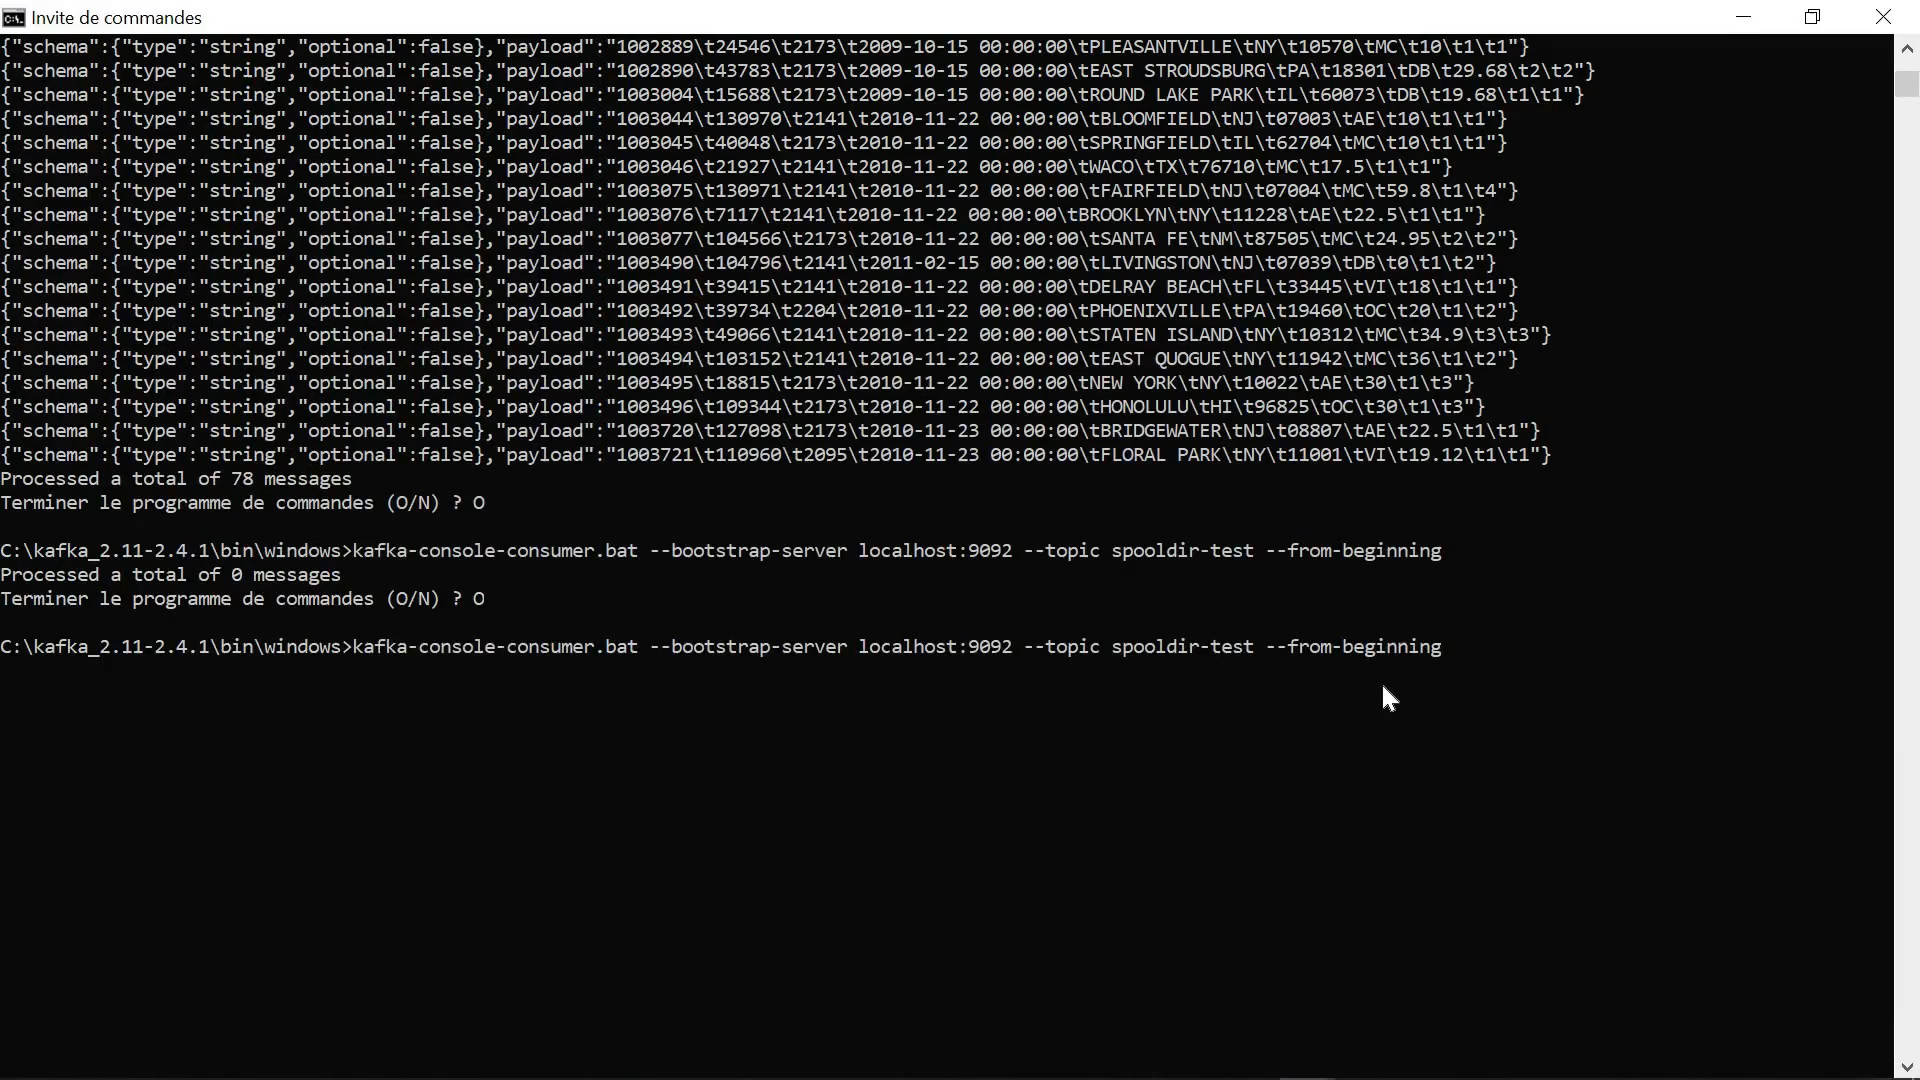 Invite de commandes
{"schema":{"type":"string","optional":false},"payload":"1002889\t24546\t2173\t2009-10-15 00:00:00\tPLEASANTVILLE\tNY\t10570\tMC\t10\t1\t1"}
{"schema":{"type":"string","optional":false},"payload":"1002890\t43783\t2173\t2009-10-15 00:00:00\tEAST STROUDSBURG\tPA\t18301\tDB\t29.68\t2\t2"}
{"schema":{"type":"string","optional":false},"payload":"1003004\t15688\t2173\t2009-10-15 00:00:00\tROUND LAKE PARK\tIL\t60073\tDB\t19.68\t1\t1"}
{"schema":{"type":"string","optional":false},"payload":"1003044\t130970\t2141\t2010-11-22 00:00:00\tBLOOMFIELD\tNJ\t07003\tAE\t10\t1\t1"}
{"schema":{"type":"string","optional":false},"payload":"1003045\t40048\t2173\t2010-11-22 00:00:00\tSPRINGFIELD\tIL\t62704\tMC\t10\t1\t1"}
{"schema":{"type":"string","optional":false},"payload":"1003046\t21927\t2141\t2010-11-22 00:00:00\tWACO\tTX\t76710\tMC\t17.5\t1\t1"}
{"schema":{"type":"string","optional":false},"payload":"1003075\t130971\t2141\t2010-11-22 00:00:00\tFAIRFIELD\tNJ\t07004\tMC\t59.8\t1\t4"}
{"schema":{"type":"string","optional":false},"payload":"1003076\t7117\t2141\t2010-11-22 00:00:00\tBROOKLYN\tNY\t11228\tAE\t22.5\t1\t1"}
{"schema":{"type":"string","optional":false},"payload":"1003077\t104566\t2173\t2010-11-22 00:00:00\tSANTA FE\tNM\t87505\tMC\t24.95\t2\t2"}
{"schema":{"type":"string","optional":false},"payload":"1003490\t104796\t2141\t2011-02-15 00:00:00\tLIVINGSTON\tNJ\t07039\tDB\t0\t1\t2"}
{"schema":{"type":"string","optional":false},"payload":"1003491\t39415\t2141\t2010-11-22 00:00:00\tDELRAY BEACH\tFL\t33445\tVI\t18\t1\t1"}
{"schema":{"type":"string","optional":false},"payload":"1003492\t39734\t2204\t2010-11-22 00:00:00\tPHOENIXVILLE\tPA\t19460\tOC\t20\t1\t2"}
{"schema":{"type":"string","optional":false},"payload":"1003493\t49066\t2141\t2010-11-22 00:00:00\tSTATEN ISLAND\tNY\t10312\tMC\t34.9\t3\t3"}
{"schema":{"type":"string","optional":false},"payload":"1003494\t103152\t2141\t2010-11-22 00:00:00\tEAST QUOGUE\tNY\t11942\tMC\t36\t1\t2"}
{"schema":{"type":"string","optional":false},"payload":"1003495\t18815\t2173\t2010-11-22 00:00:00\tNEW YORK\tNY\t10022\tAE\t30\t1\t3"}
{"schema":{"type":"string","optional":false},"payload":"1003496\t109344\t2173\t2010-11-22 00:00:00\tHONOLULU\tHI\t96825\tOC\t30\t1\t3"}
{"schema":{"type":"string","optional":false},"payload":"1003720\t127098\t2173\t2010-11-23 00:00:00\tBRIDGEWATER\tNJ\t08807\tAE\t22.5\t1\t1"}
{"schema":{"type":"string","optional":false},"payload":"1003721\t110960\t2095\t2010-11-23 00:00:00\tFLORAL PARK\tNY\t11001\tVI\t19.12\t1\t1"}
Processed a total of 78 messages
Terminer le programme de commandes (O/N) ? O
C:\kafka_2.11-2.4.1\bin\windows>kafka-console-consumer.bat --bootstrap-server localhost:9092 --topic spooldir-test --from-beginning
Processed a total of 0 messages
Terminer le programme de commandes (O/N) ? O
C:\kafka_2.11-2.4.1\bin\windows>kafka-console-consumer.bat --bootstrap-server localhost:9092 --topic spooldir-test --from-beginning